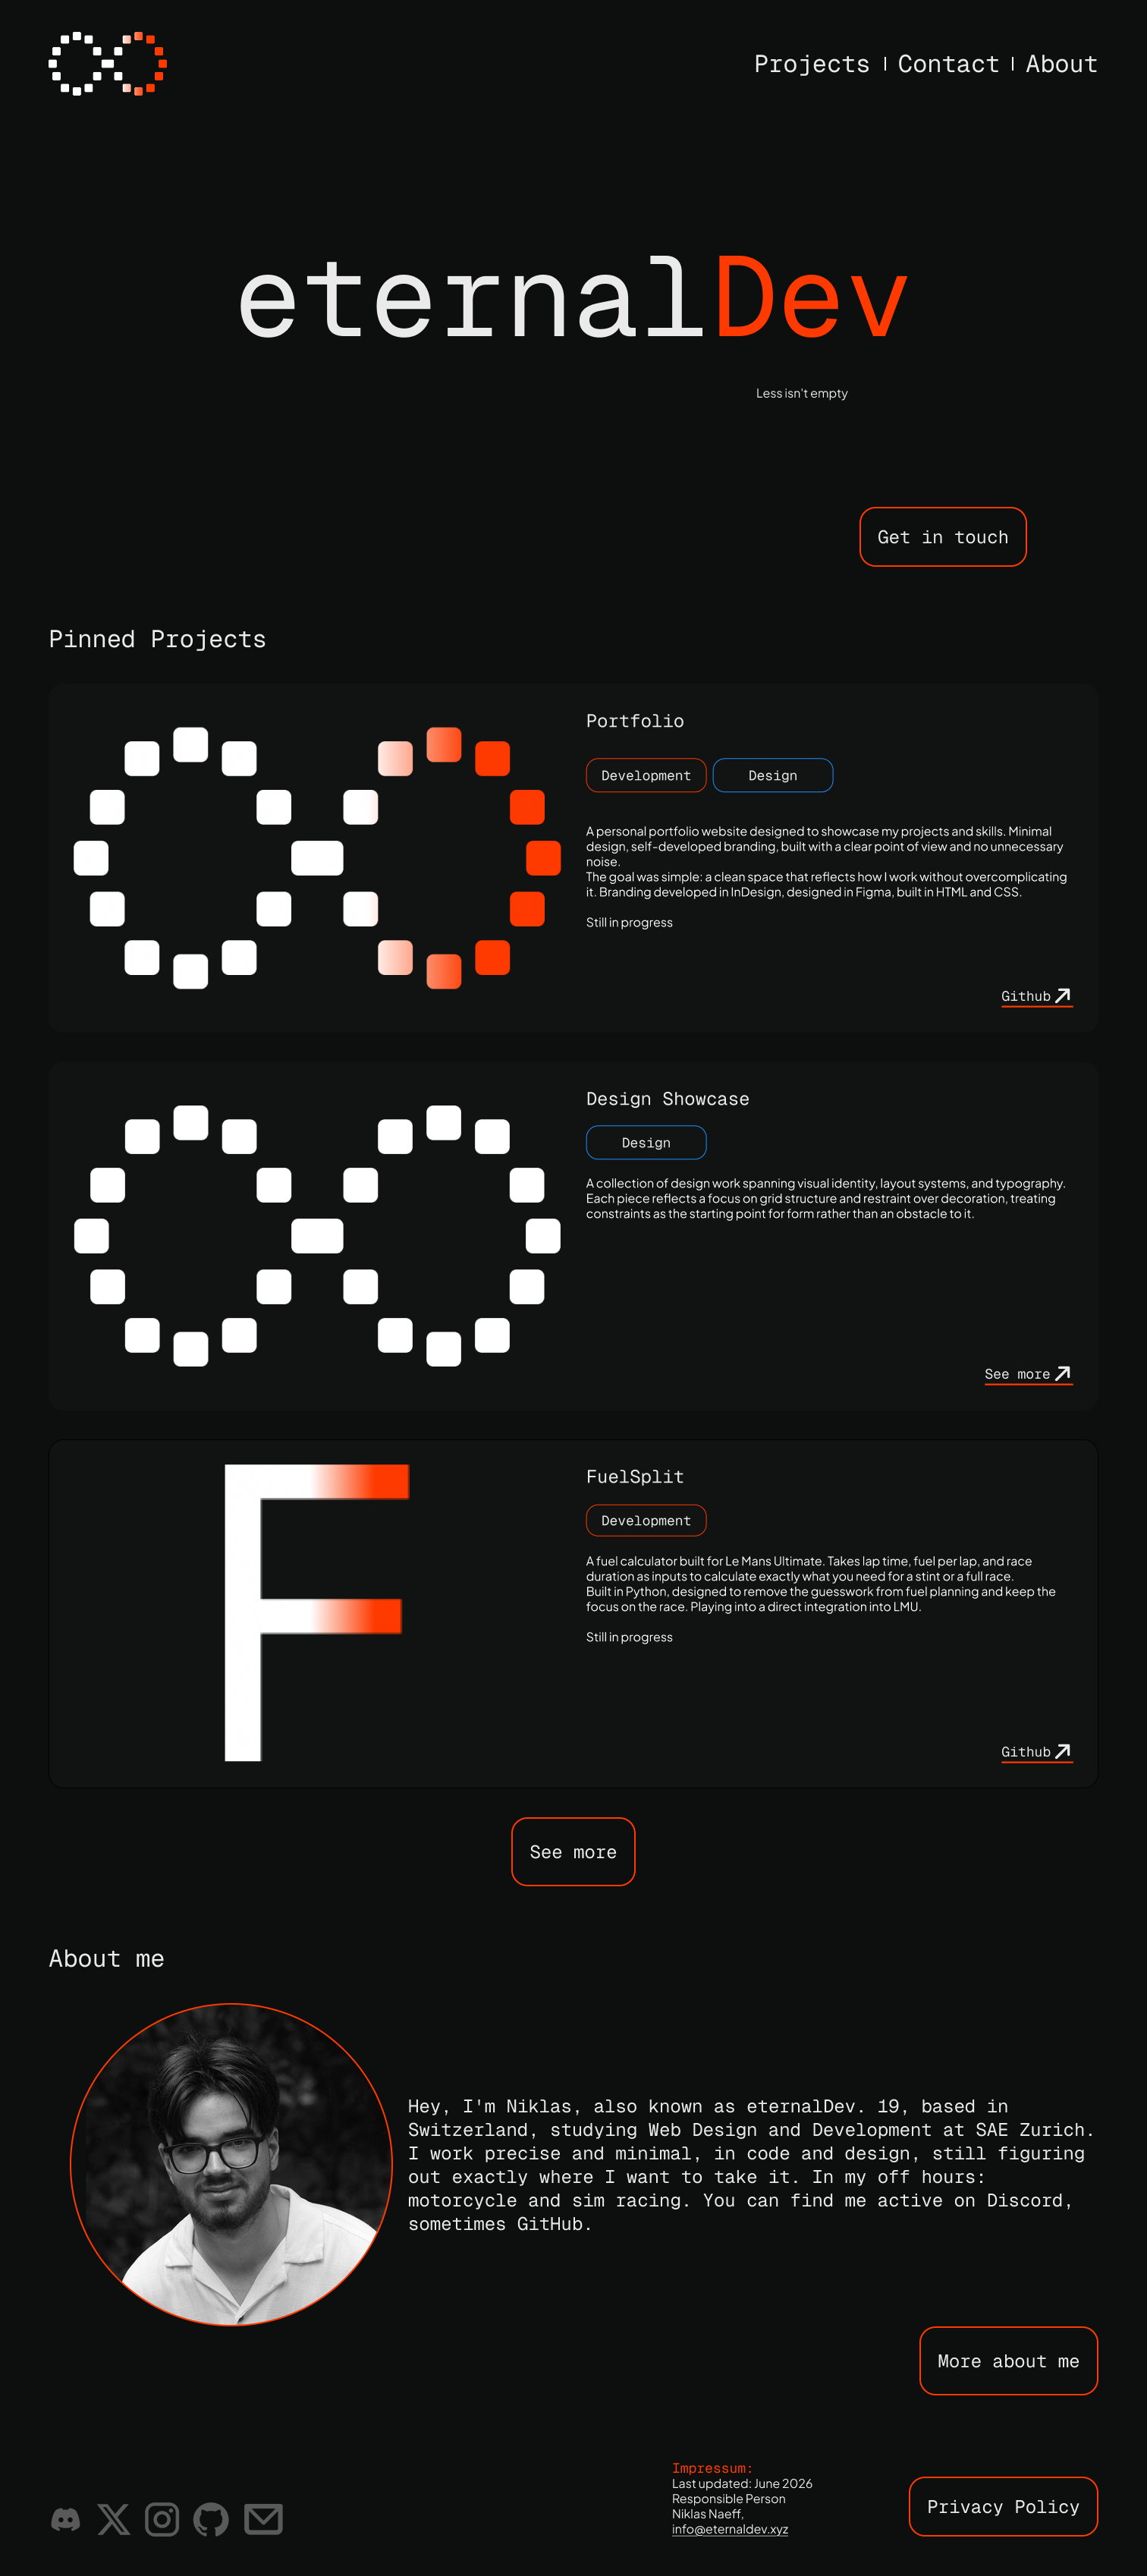 Projects
Contact
About
eternalDev
Less isn't empty
Get in touch
Pinned Projects
Portfolio
Development
Design
A personal portfolio website designed to showcase my projects and skills. Minimal
design, self-developed branding, built with a clear point of view and no unnecessary
noise.
The goal was simple: a clean space that reflects how I work without overcomplicating
it. Branding developed in InDesign, designed in Figma, built in HTML and CSS.
Still in progress
Github
Design Showcase
Design
A collection of design work spanning visual identity, layout systems, and typography.
Each piece reflects a focus on grid structure and restraint over decoration, treating
constraints as the starting point for form rather than an obstacle to it.
See more
F
FuelSplit
Development
A fuel calculator built for Le Mans Ultimate. Takes lap time, fuel per lap, and race
duration as inputs to calculate exactly what you need for a stint or a full race.
Built in Python, designed to remove the guesswork from fuel planning and keep the
focus on the race. Playing into a direct integration into LMU.
Still in progress
Github
See more
About me
Hey, I'm Niklas, also known as eternalDev. 19, based in
Switzerland, studying Web Design and Development at SAE Zurich.
I work precise and minimal, in code and design, still figuring
out exactly where I want to take it. In my off hours:
motorcycle and sim racing. You can find me active on Discord,
sometimes GitHub.
More about me
Impressum:
Last updated: June 2026
Responsible Person
Niklas Naeff,
info@eternaldev.xyz
Privacy Policy